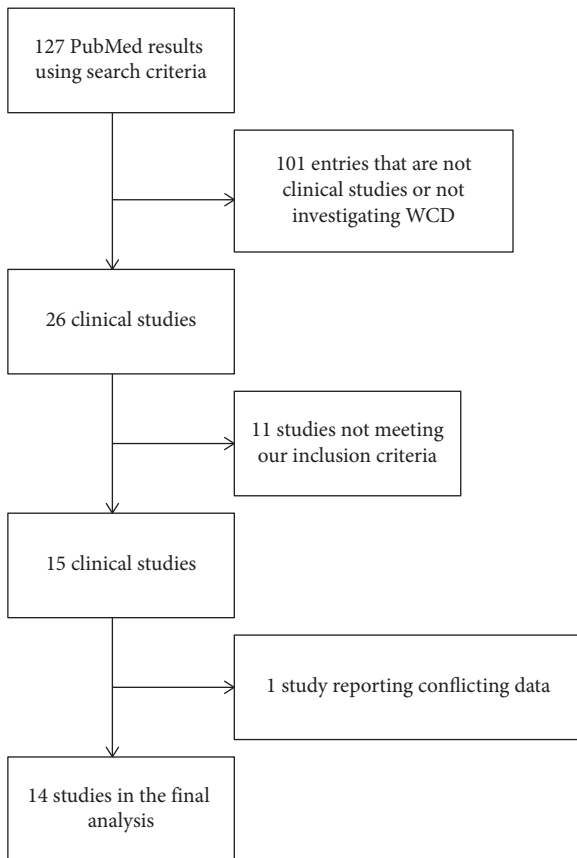 127 PubMed results
using search criteria
101 entries that are not
clinical studies or not
investigating WCD
26 clinical studies
11 studies not meeting
our inclusion criteria
15 clinical studies
1 study reporting conflicting data
14 studies in the final
analysis